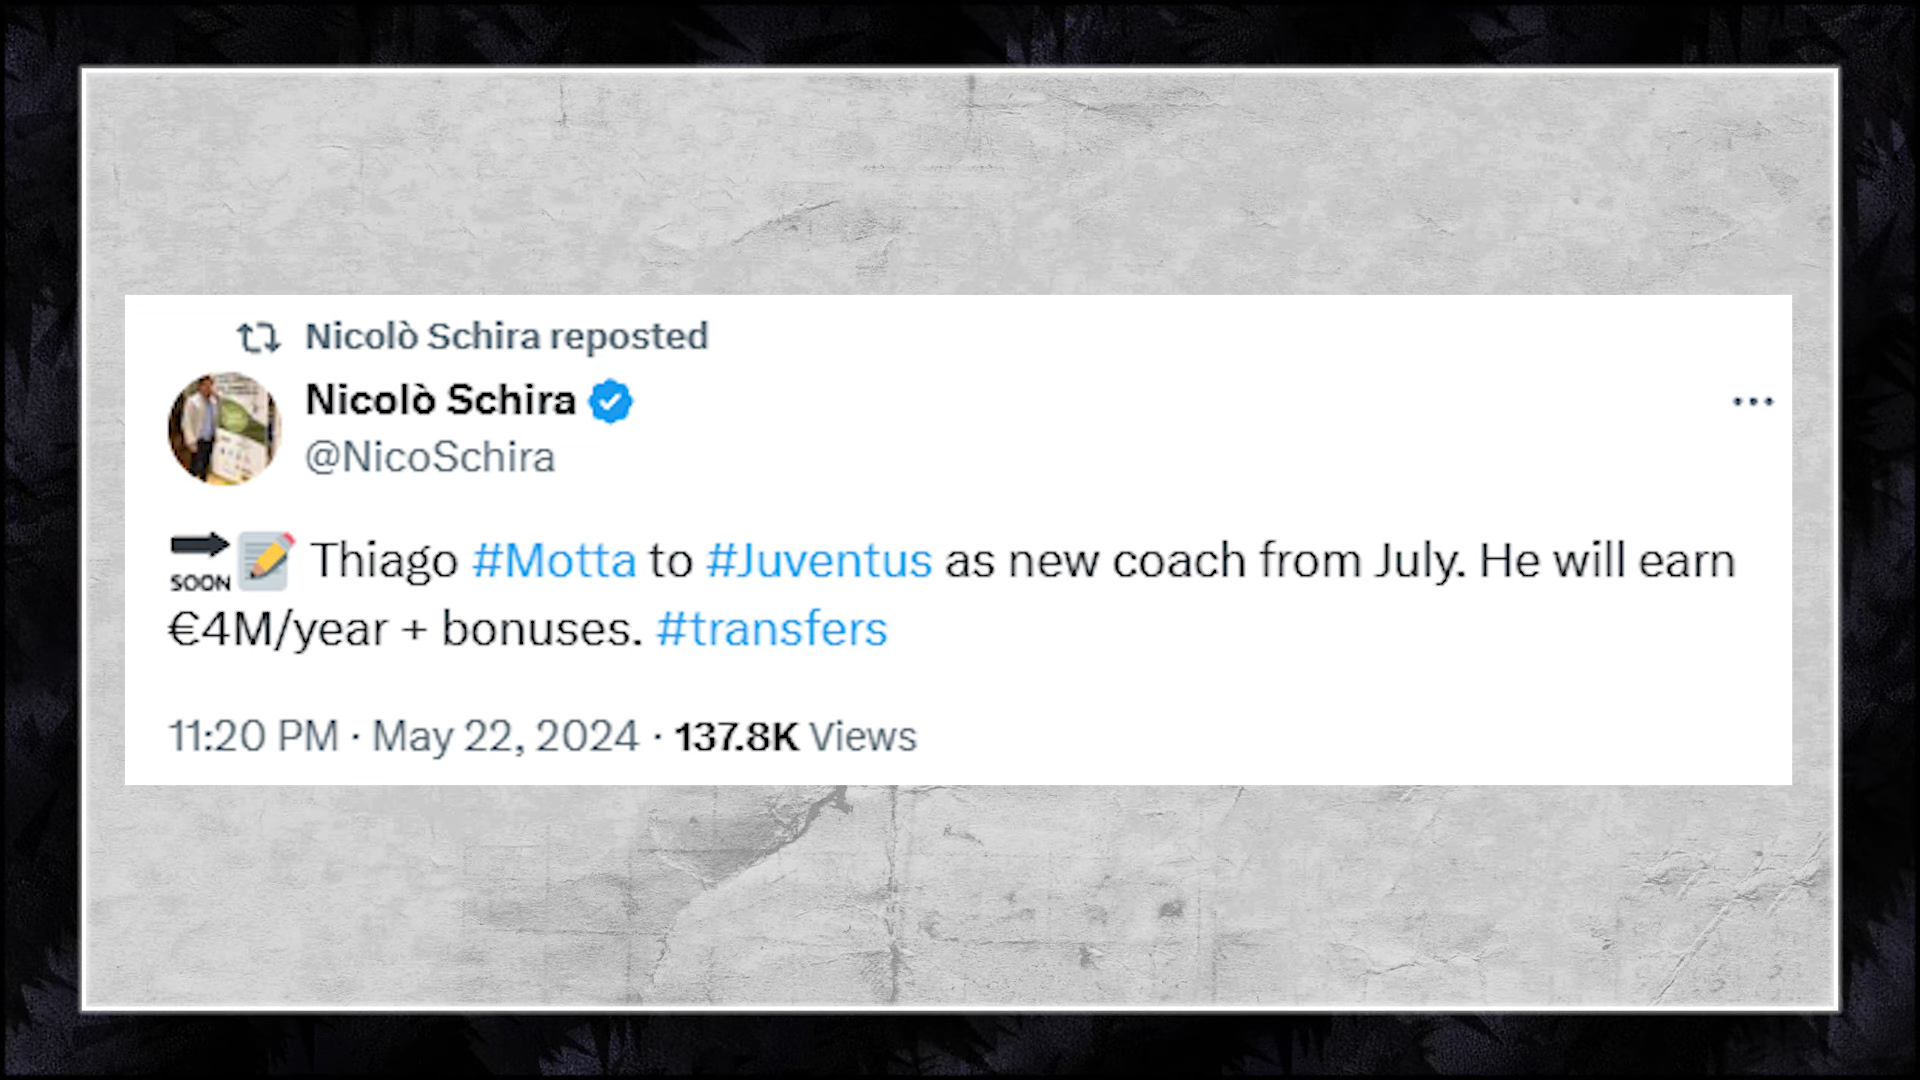 Nicolò Schira reposted
Nicolò Schira
@NicoSchira
SOON Thiago #Motta to #Juventus as new coach from July. He will earn
€4M/year + bonuses. #transfers
11:20 PM · May 22, 2024 · 137.8K Views